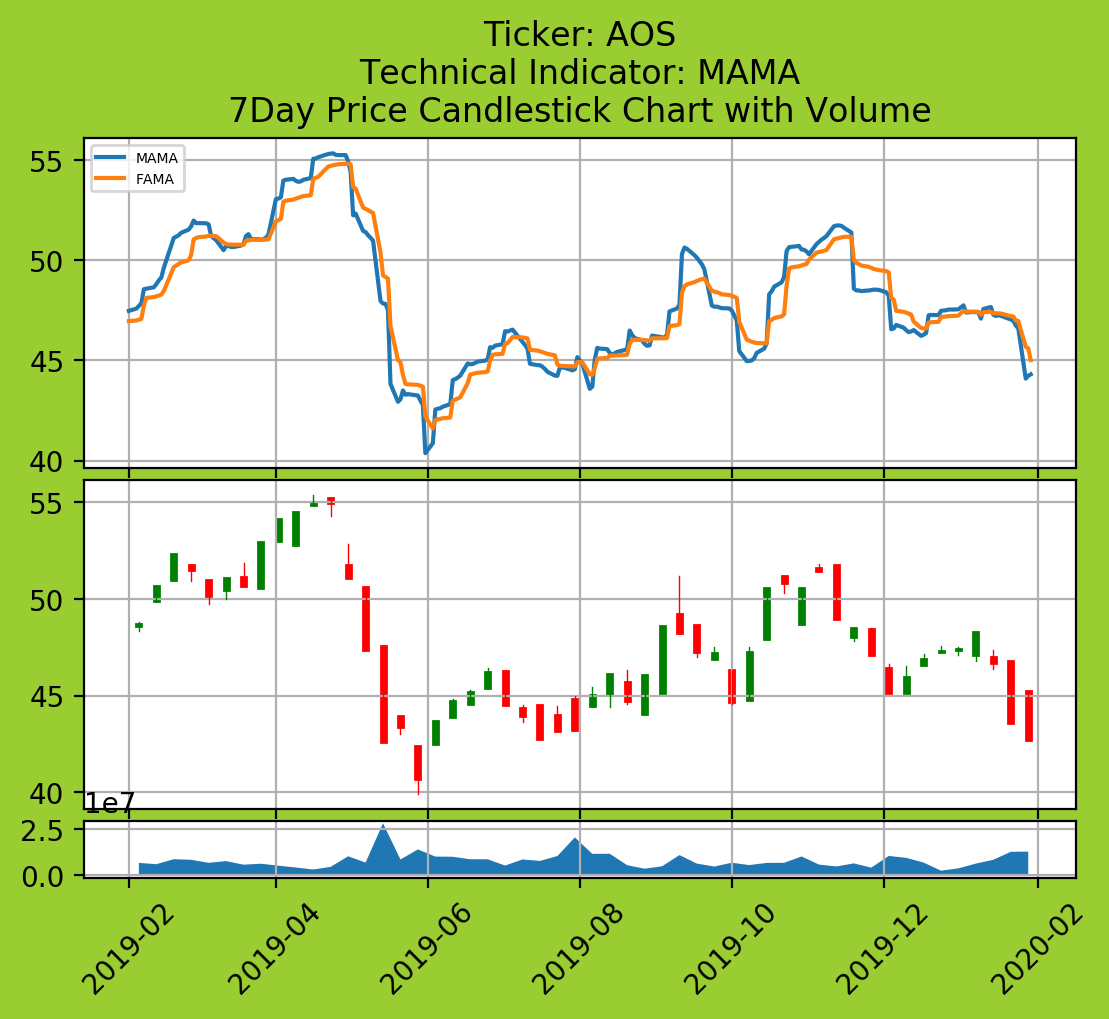 Ticker: AOS
Technical Indicator: MAMA
7Day Price Candlestick Chart with Volume
MAMA
FAMA
55
50
45
40
55
50
45
40
1e7
2.5
0.0
2019-02
2019-04
2019-06
2019-08
2019-10
2019-12
2020-02